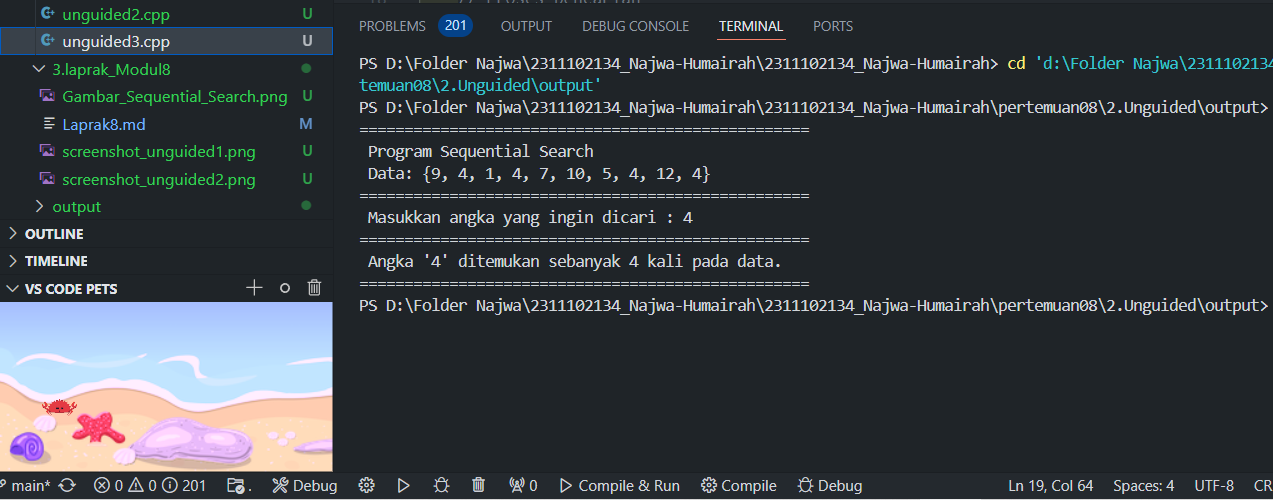 unguided2.cpp U
unguided3.cpp U
3.laprak_Modul8
Gambar_Sequential_Search.png U
Laprak8.md M
screenshot_unguided1.png U
screenshot_unguided2.png U
output
OUTLINE
TIMELINE
VS CODE PETS
PROBLEMS 201 OUTPUT DEBUG CONSOLE TERMINAL PORTS
PS D:\Folder Najwa\2311102134_Najwa-Humairah\2311102134_Najwa-Humairah> cd 'd:\Folder Najwa\2311102134
temuan08\2.Unguided\output'
PS D:\Folder Najwa\2311102134_Najwa-Humairah\2311102134_Najwa-Humairah\pertemuan08\2.Unguided\output>
==================================================
Program Sequential Search
Data: {9, 4, 1, 4, 7, 10, 5, 4, 12, 4}
==================================================
Masukkan angka yang ingin dicari : 4
==================================================
Angka '4' ditemukan sebanyak 4 kali pada data.
==================================================
PS D:\Folder Najwa\2311102134_Najwa-Humairah\2311102134_Najwa-Humairah\pertemuan08\2.Unguided\output>
main* 0 0 201 . Debug 0 Compile & Run Compile Debug Ln 19, Col 64 Spaces: 4 UTF-8 CR